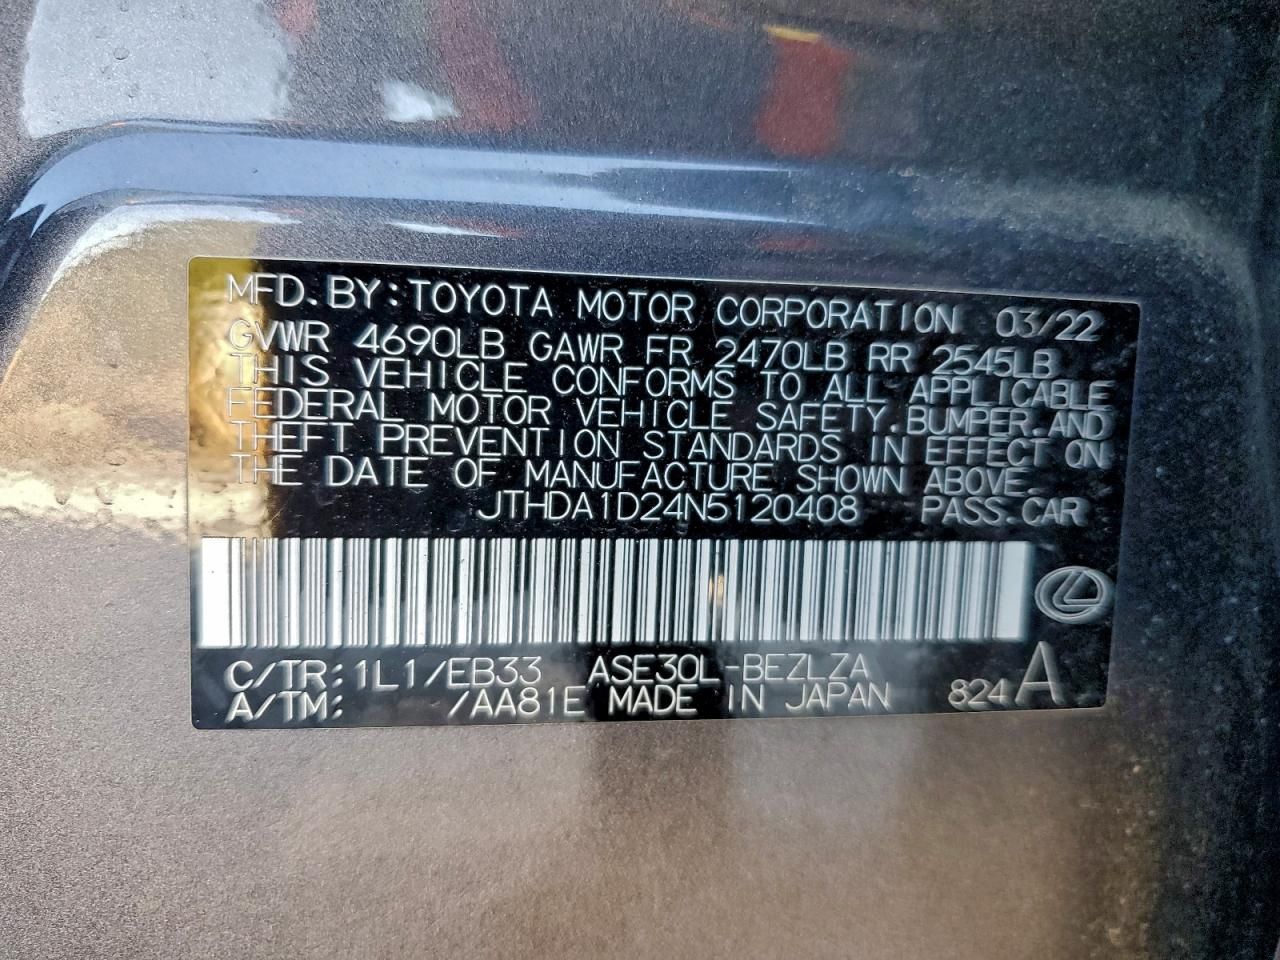 MFD. BY: TOYOTA MOTOR CORPORATION 03/22
GVWR 4690LB GAWR FR 2470LB RR 2545LB
THIS VEHICLE CONFORMS TO ALL APPLICABLE
FEDERAL MOTOR VEHICLE SAFETY, BUMPER, AND
THEFT PREVENTION STANDARDS IN EFFECT ON
THE DATE OF MANUFACTURE SHOWN ABOVE.
JTHDA1D24N5120408 PASS. CAR
C/TR: 1L1/EB33 ASE30L-BEZLZA
A/TM: /AA81E MADE IN JAPAN 824 A